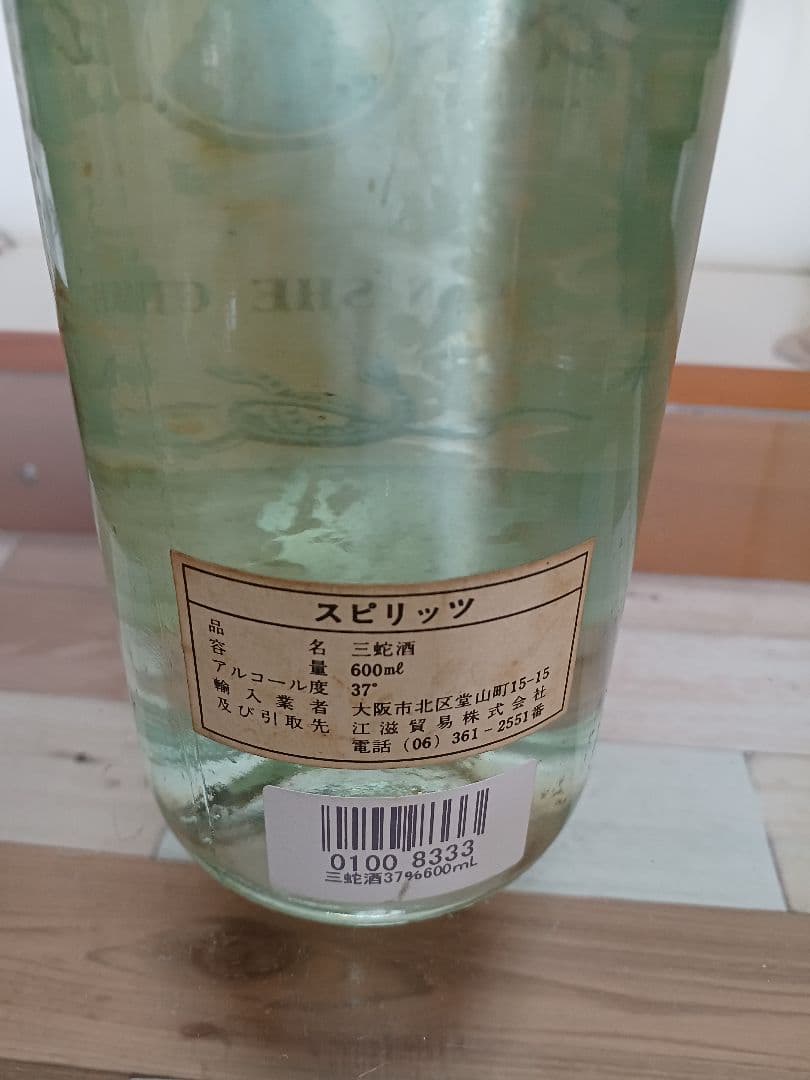 SAN SHE CHIEW
スピリッツ
品名 三蛇酒
容量 600mℓ
アルコール度 37°
輸入業者 大阪市北区堂山町15-15
及び引取先 江滋貿易株式会社
電話(06)361-2551番
0100 8333
三蛇酒37%600mL